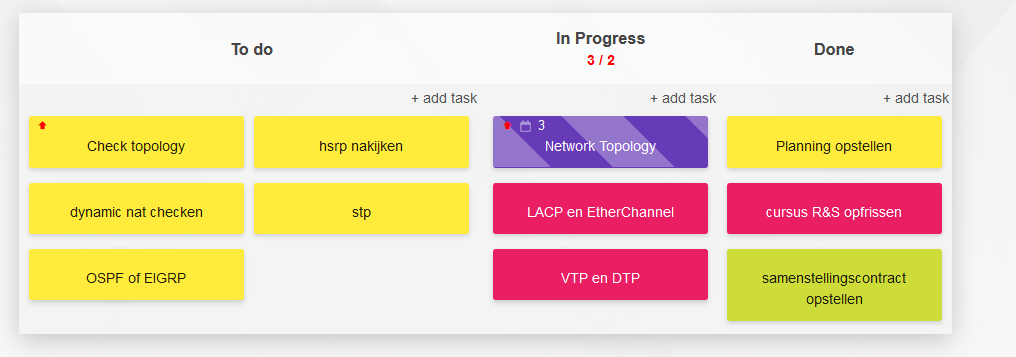 To do
In Progress
3 / 2
Done
+ add task
+ add task
+ add task
Check topology
hsrp nakijken
3
Network Topology
Planning opstellen
dynamic nat checken
stp
LACP en EtherChannel
cursus R&S opfrissen
OSPF of EIGRP
VTP en DTP
samenstellingscontract
opstellen